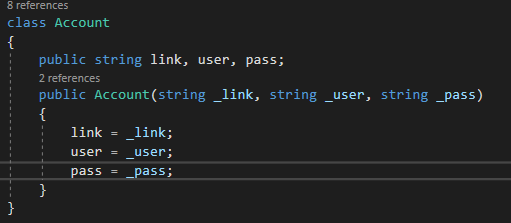 8 references
class Account
{
public string link, user, pass;
2 references
public Account(string _link, string _user, string _pass)
{
link = _link;
user = _user;
pass = _pass;
}
}